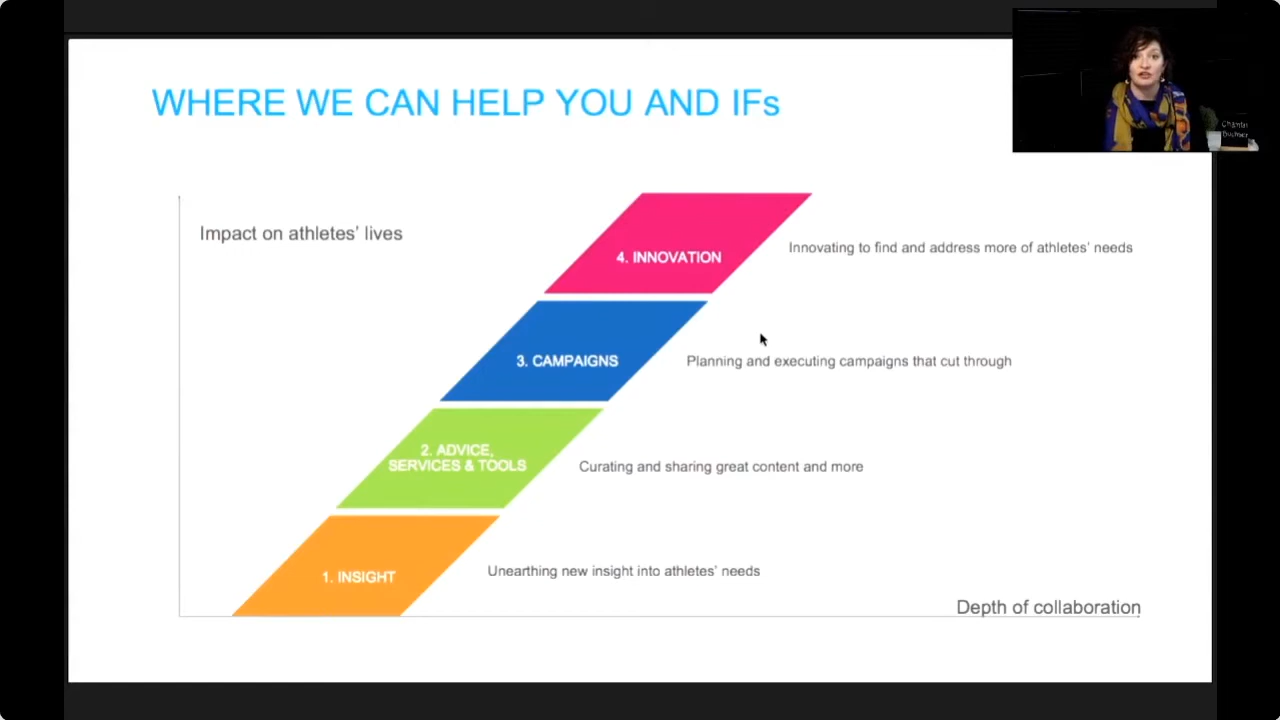 WHERE WE CAN HELP YOU AND IFs
Impact on athletes' lives
4. INNOVATION
Innovating to find and address more of athletes' needs
3. CAMPAIGNS
Planning and executing campaigns that cut through
2. ADVICE,
SERVICES & TOOLS
Curating and sharing great content and more
1. INSIGHT
Unearthing new insight into athletes' needs
Depth of collaboration